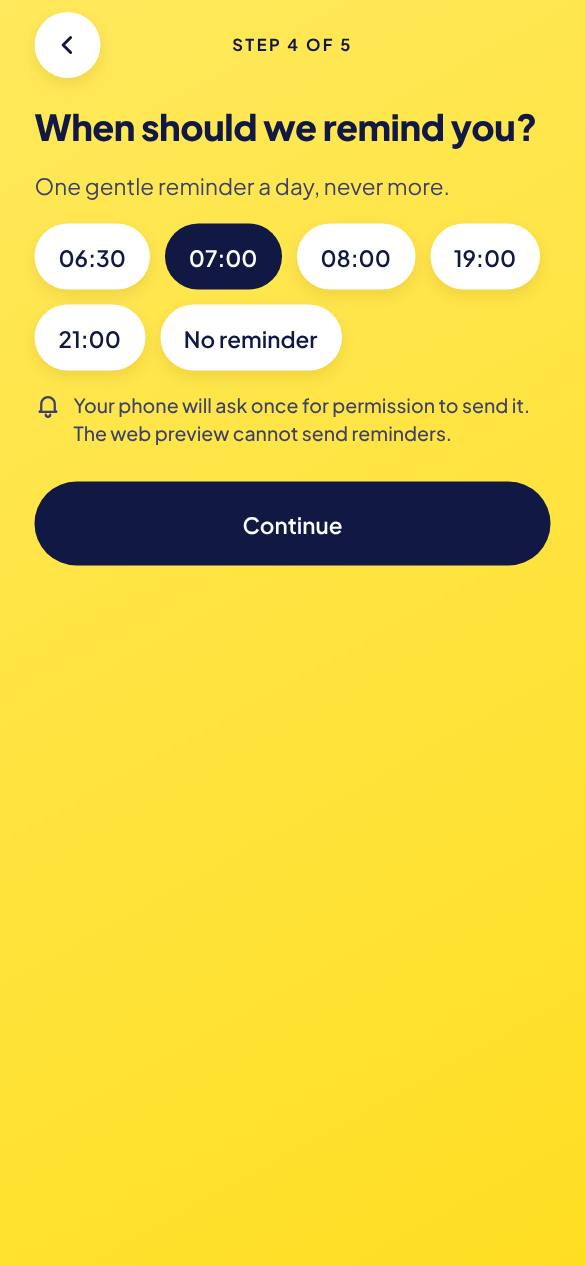 STEP 4 OF 5
When should we remind you?
One gentle reminder a day, never more.
06:30 07:00 08:00 19:00
21:00 No reminder
Your phone will ask once for permission to send it.
The web preview cannot send reminders.
Continue